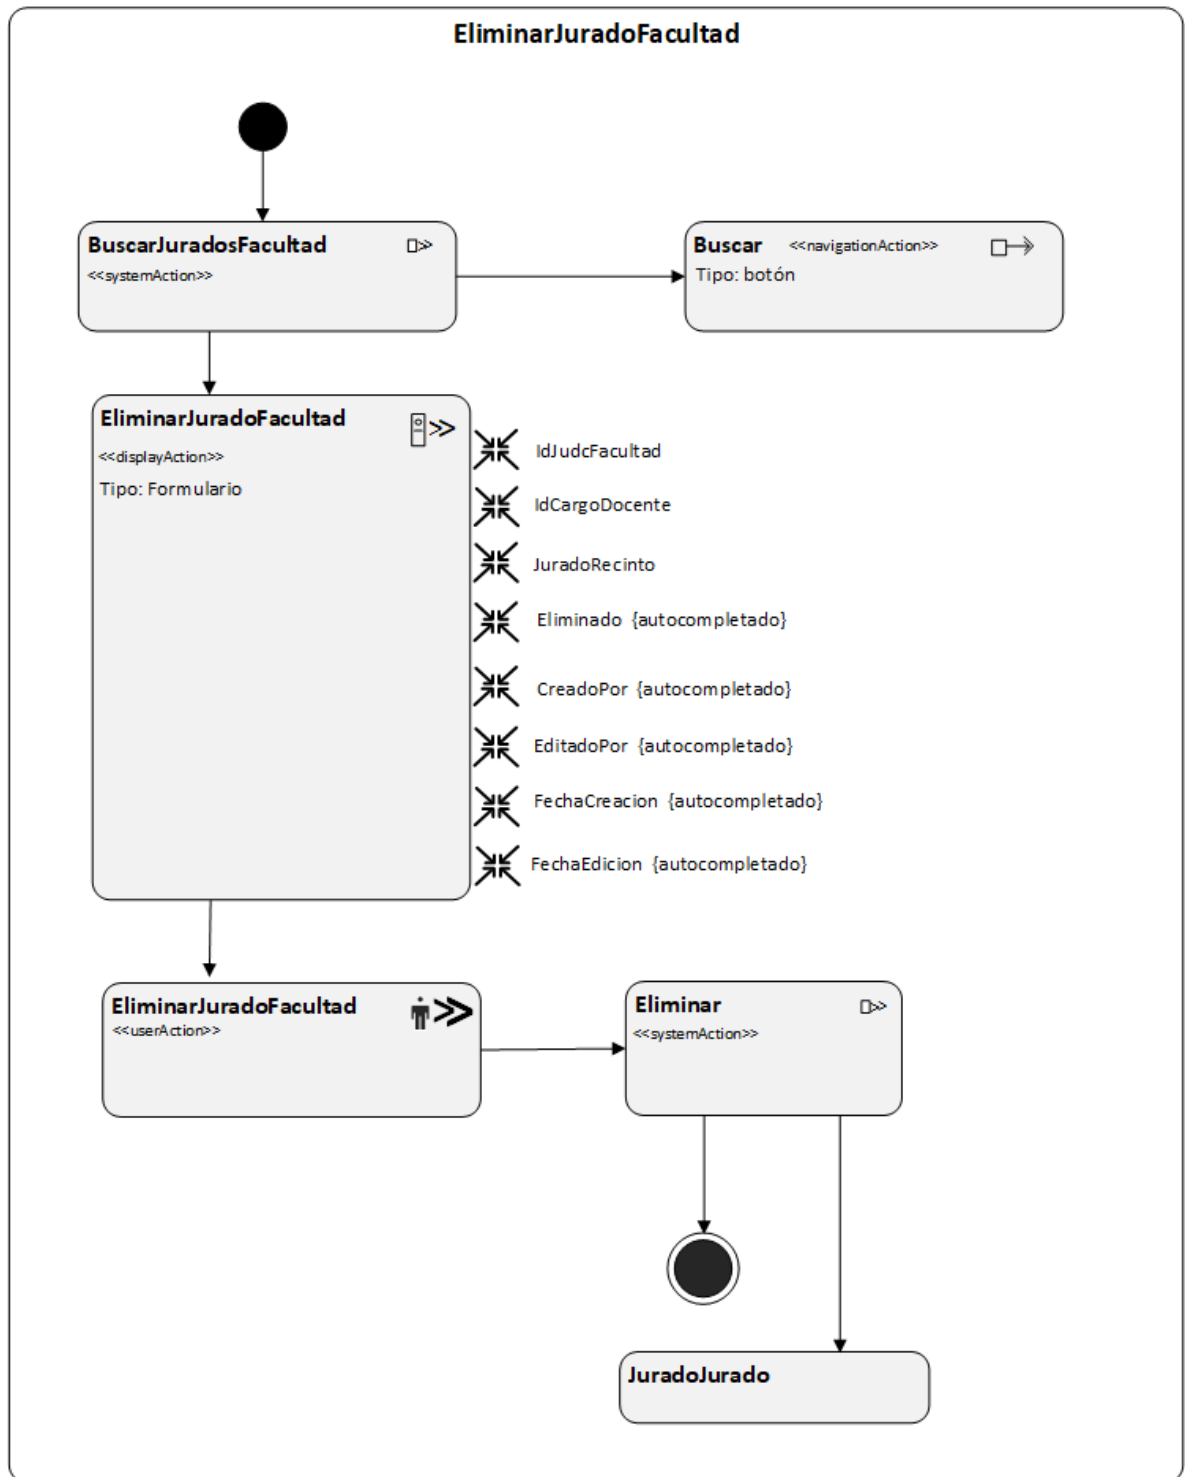 EliminarJuradoFacultad
BuscarJuradosFacultad
<<systemAction>>
Buscar <<navigationAction>>
Tipo: botón
EliminarJuradoFacultad
<<displayAction>>
Tipo: Formulario
IdJudcFacultad
IdCargoDocente
JuradoRecinto
Eliminado {autocompletado}
CreadoPor {autocompletado}
EditadoPor {autocompletado}
FechaCreacion {autocompletado}
FechaEdicion {autocompletado}
EliminarJuradoFacultad
<<userAction>>
Eliminar
<<systemAction>>
JuradoJurado